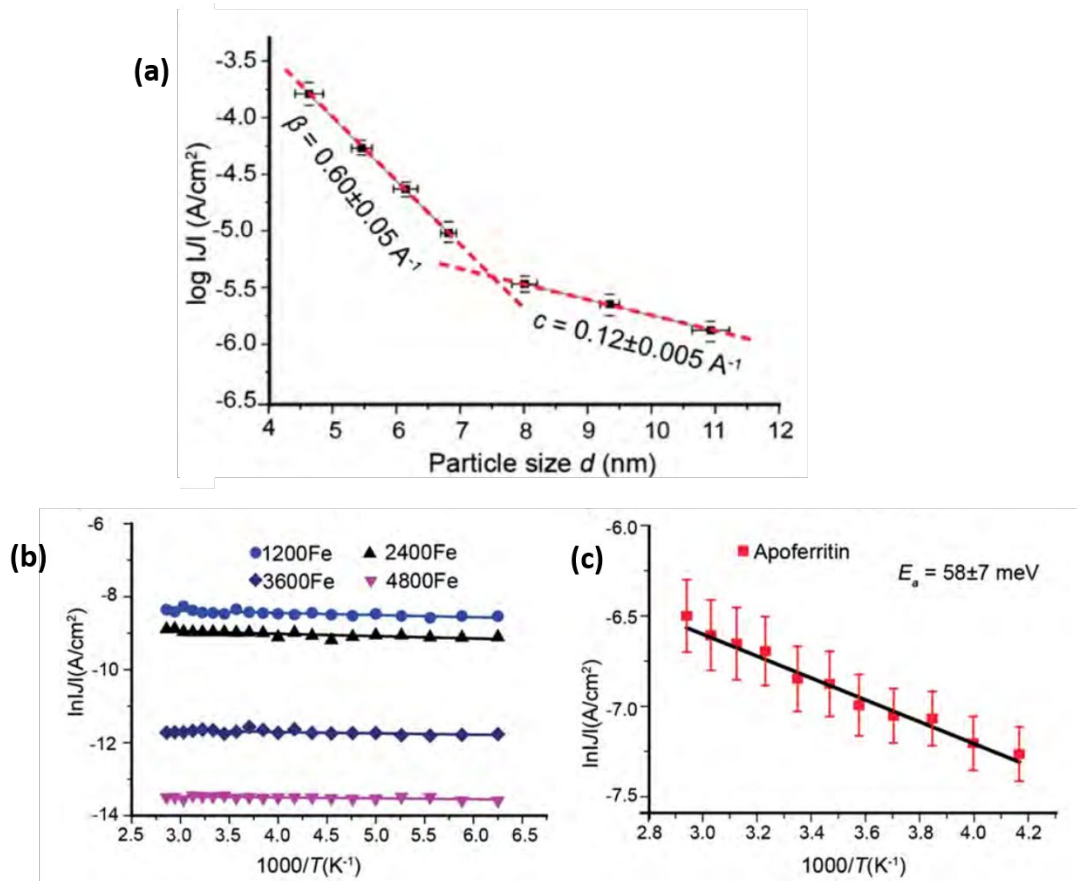 (a)
log IJI (A/cm²)
-3.5
-4.0
-4.5
-5.0
-5.5
-6.0
-6.5
β = 0.60±0.05 A⁻¹
c = 0.12±0.005 A⁻¹
4 5 6 7 8 9 10 11 12
Particle size d (nm)
(b)
lnIJI(A/cm²)
-6
-8
-10
-12
-14
1200Fe 2400Fe
3600Fe 4800Fe
2.5 3.0 3.5 4.0 4.5 5.0 5.5 6.0 6.5
1000/T(K⁻¹)
(c)
lnIJI(A/cm²)
-6.0
-6.5
-7.0
-7.5
Apoferritin
Eₐ = 58±7 meV
2.8 3.0 3.2 3.4 3.6 3.8 4.0 4.2
1000/T(K⁻¹)